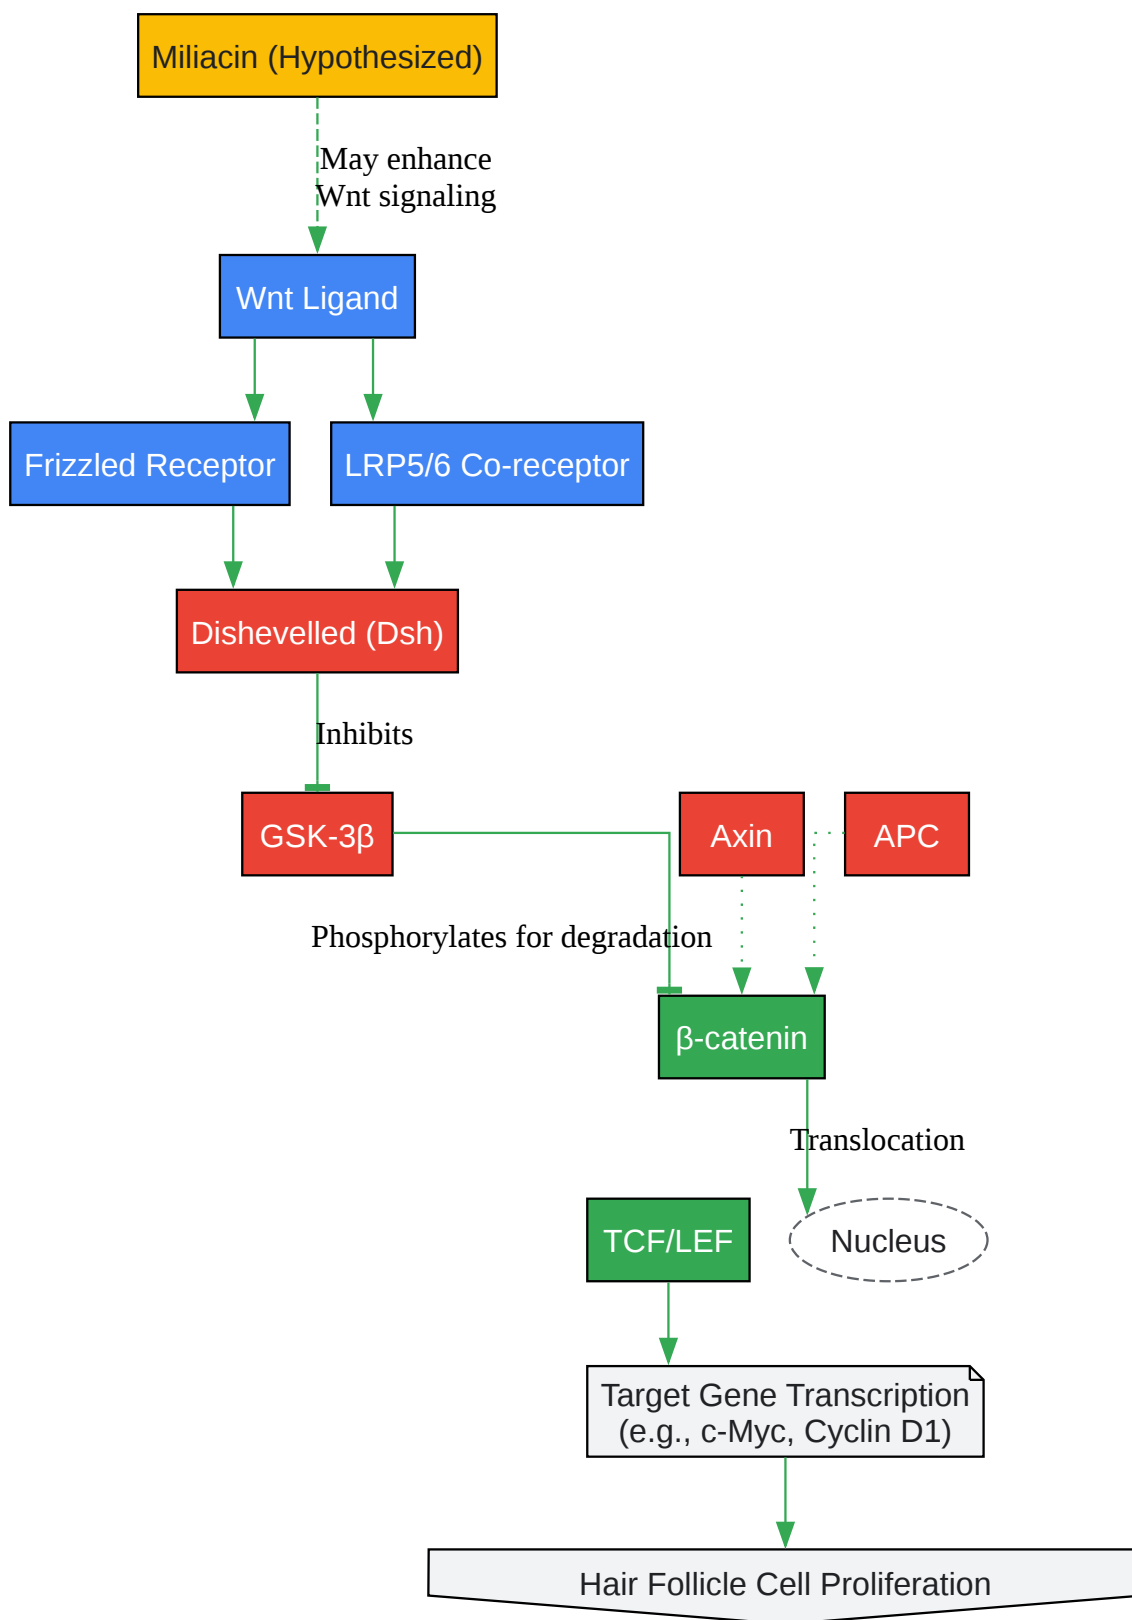 Miliacin (Hypothesized)
May enhance
Wnt signaling
Wnt Ligand
Frizzled Receptor
LRP5/6 Co-receptor
Dishevelled (Dsh)
Inhibits
GSK-3β
Axin
APC
Phosphorylates for degradation
β-catenin
Translocation
TCF/LEF
Nucleus
Target Gene Transcription
(e.g., c-Myc, Cyclin D1)
Hair Follicle Cell Proliferation